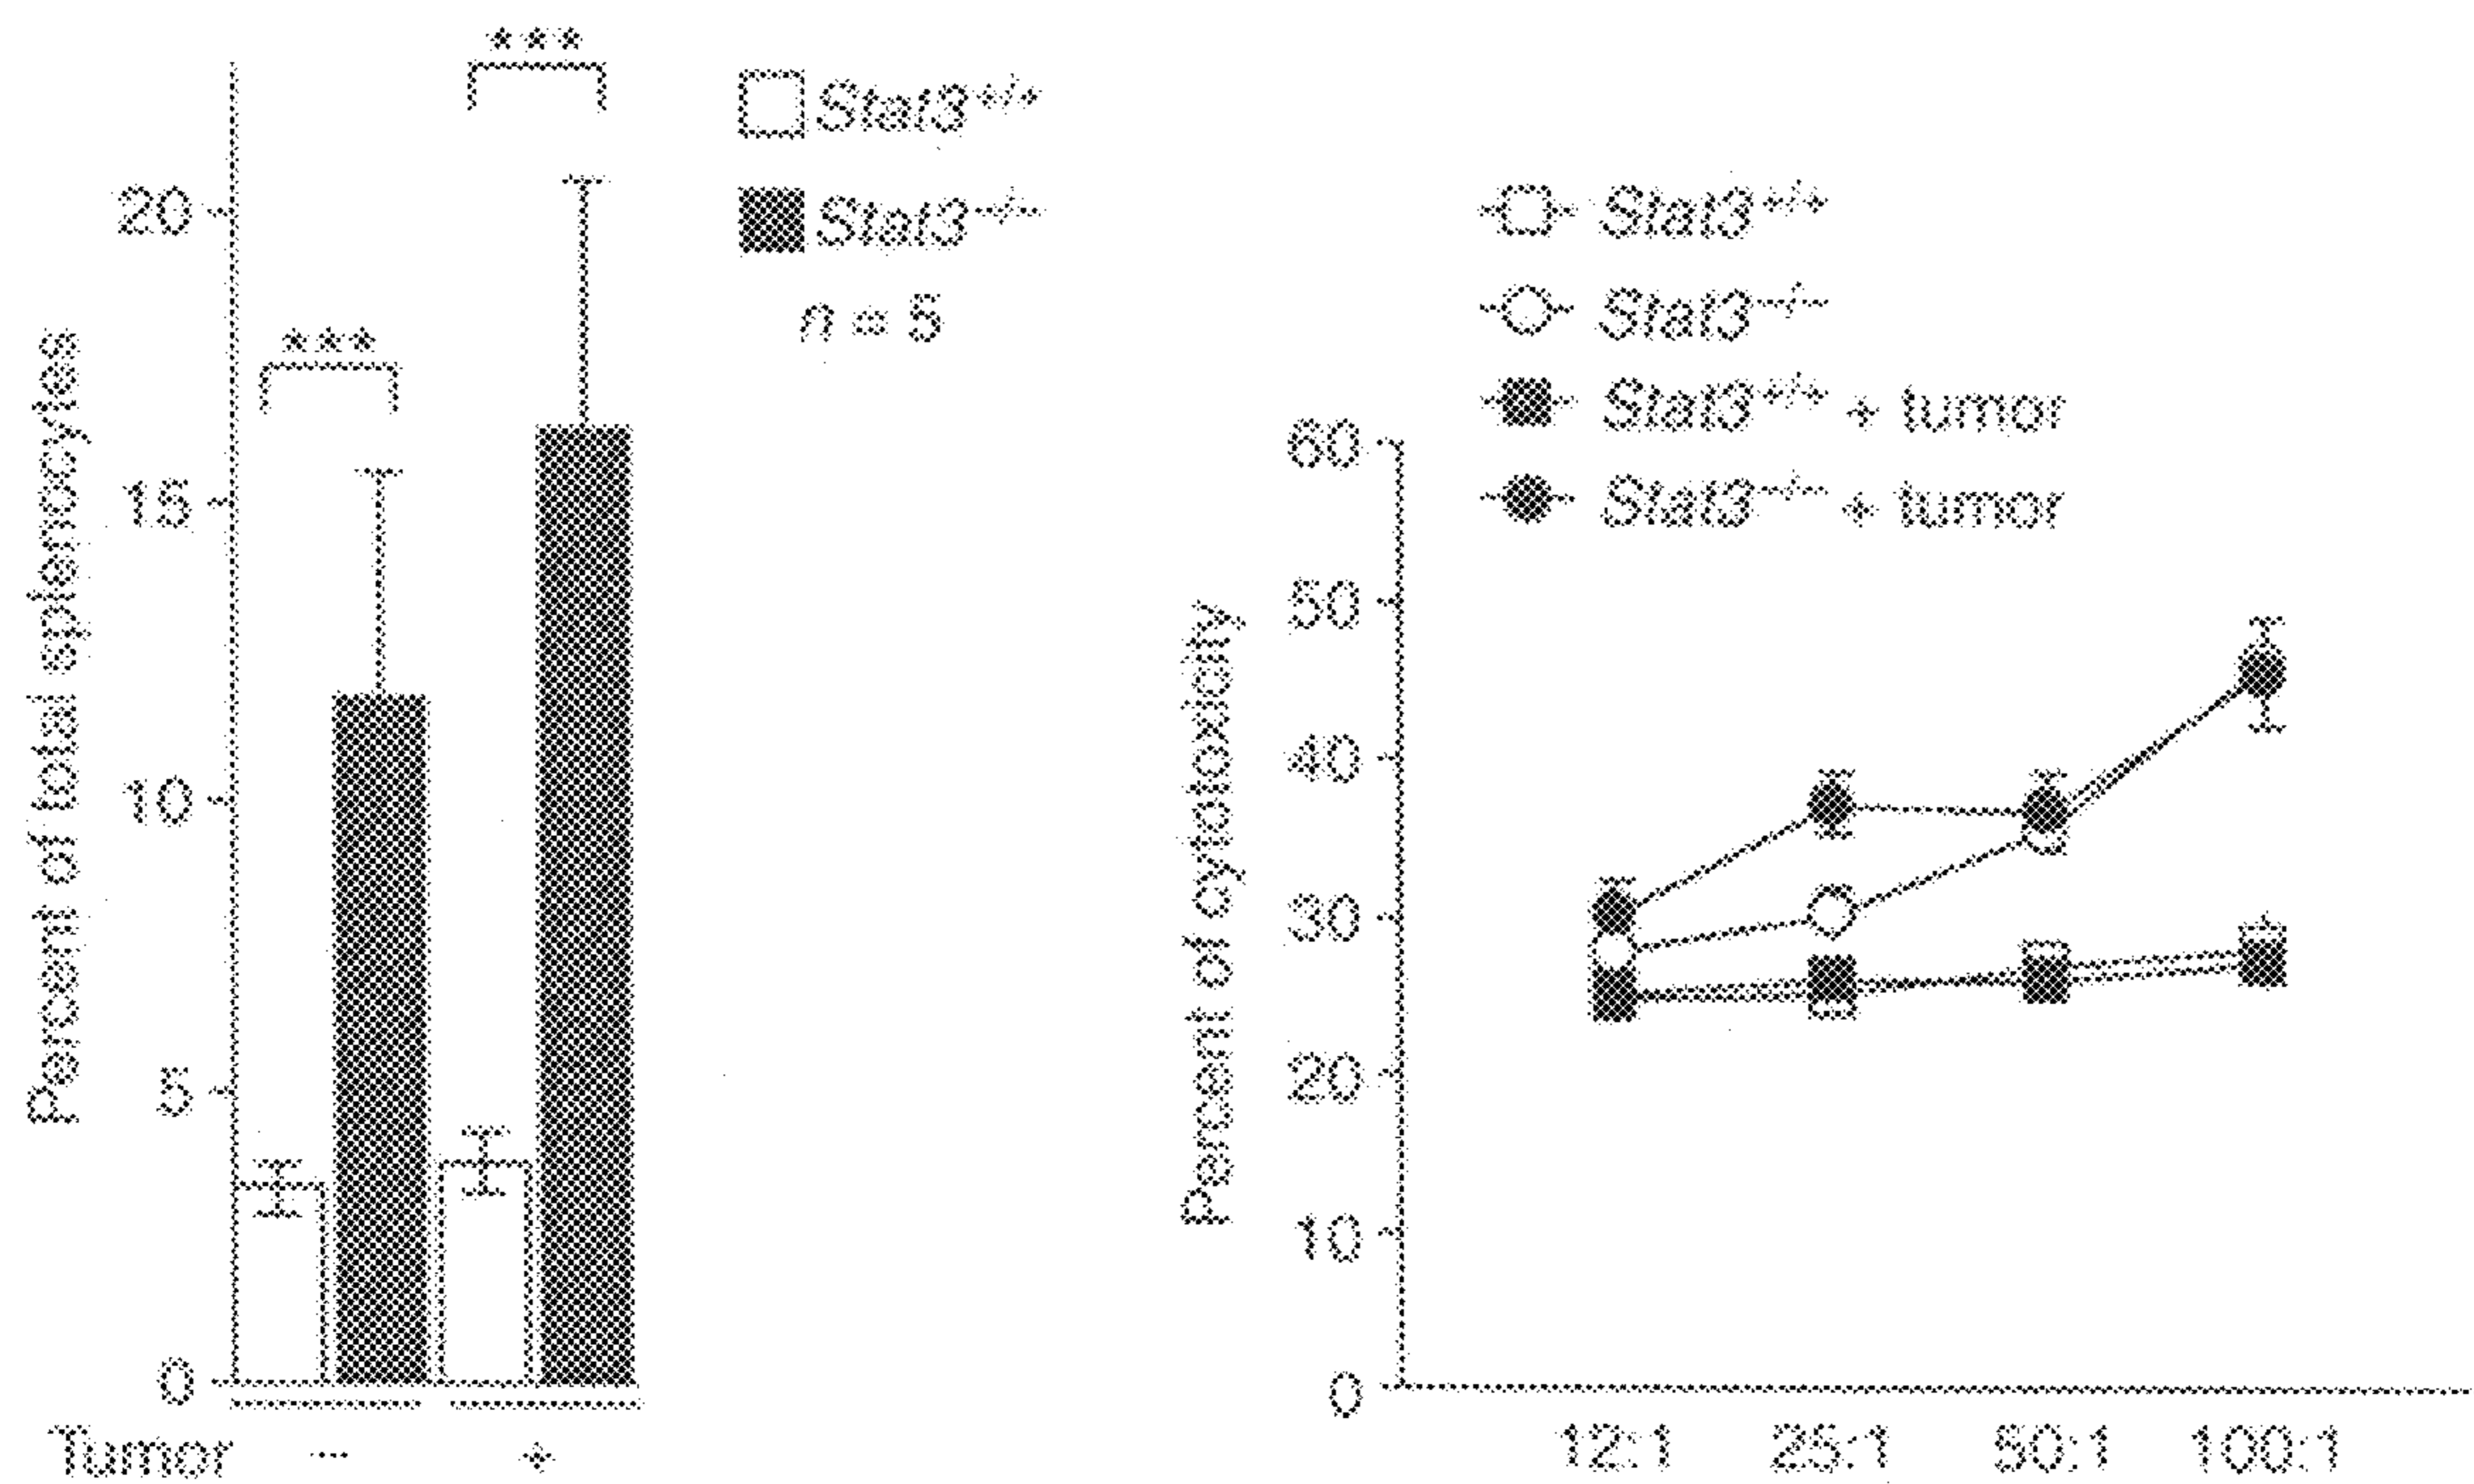 ***
Stat3+/+
Stat3-/-
n = 5
***
Percent of total splenocytes
20
15
10
5
0
Tumor - +
Stat3+/+
Stat3-/-
Stat3+/+ + tumor
Stat3-/- + tumor
Percent of cytotoxicity
60
50
40
30
20
10
0
12:1 25:1 50:1 100:1